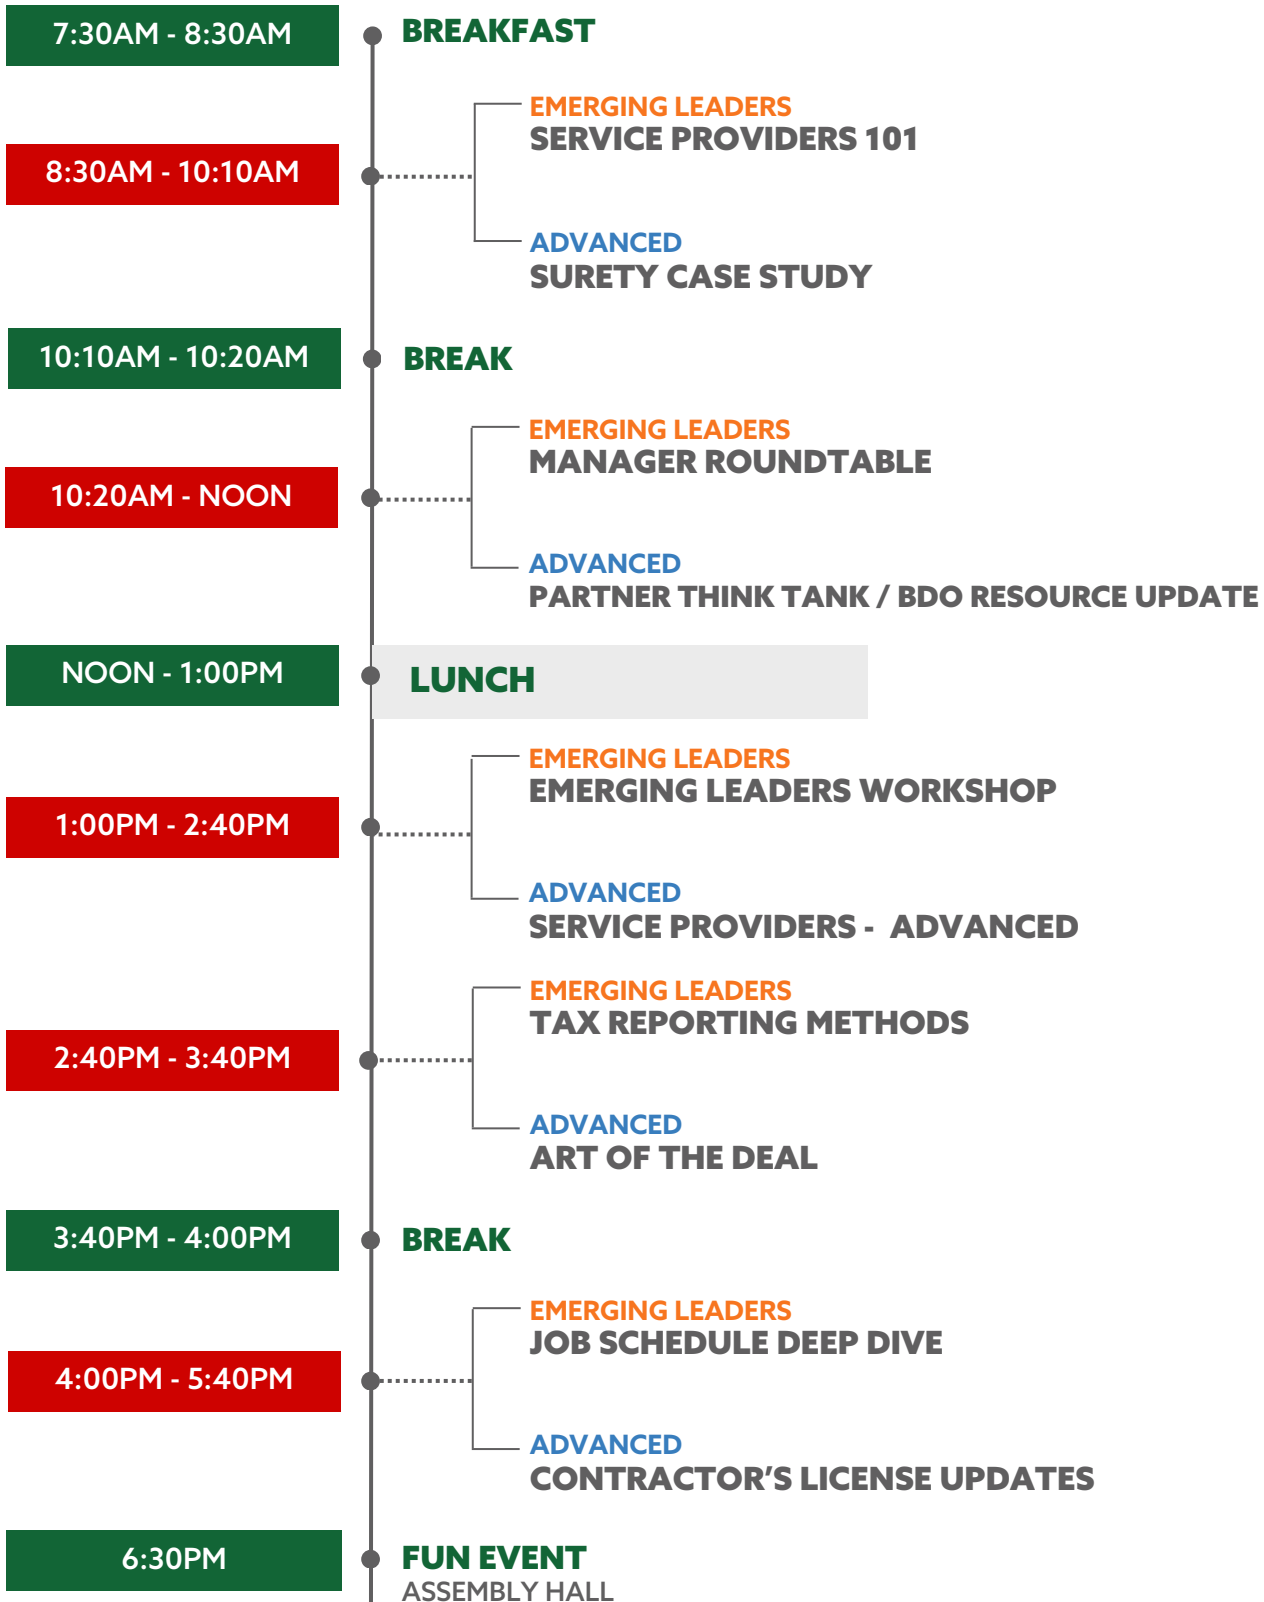 7:30AM - 8:30AM
BREAKFAST
8:30AM - 10:10AM
EMERGING LEADERS
SERVICE PROVIDERS 101
ADVANCED
SURETY CASE STUDY
10:10AM - 10:20AM
BREAK
10:20AM - NOON
EMERGING LEADERS
MANAGER ROUNDTABLE
ADVANCED
PARTNER THINK TANK / BDO RESOURCE UPDATE
NOON - 1:00PM
LUNCH
1:00PM - 2:40PM
EMERGING LEADERS
EMERGING LEADERS WORKSHOP
ADVANCED
SERVICE PROVIDERS - ADVANCED
2:40PM - 3:40PM
EMERGING LEADERS
TAX REPORTING METHODS
ADVANCED
ART OF THE DEAL
3:40PM - 4:00PM
BREAK
4:00PM - 5:40PM
EMERGING LEADERS
JOB SCHEDULE DEEP DIVE
ADVANCED
CONTRACTOR’S LICENSE UPDATES
6:30PM
FUN EVENT
ASSEMBLY HALL